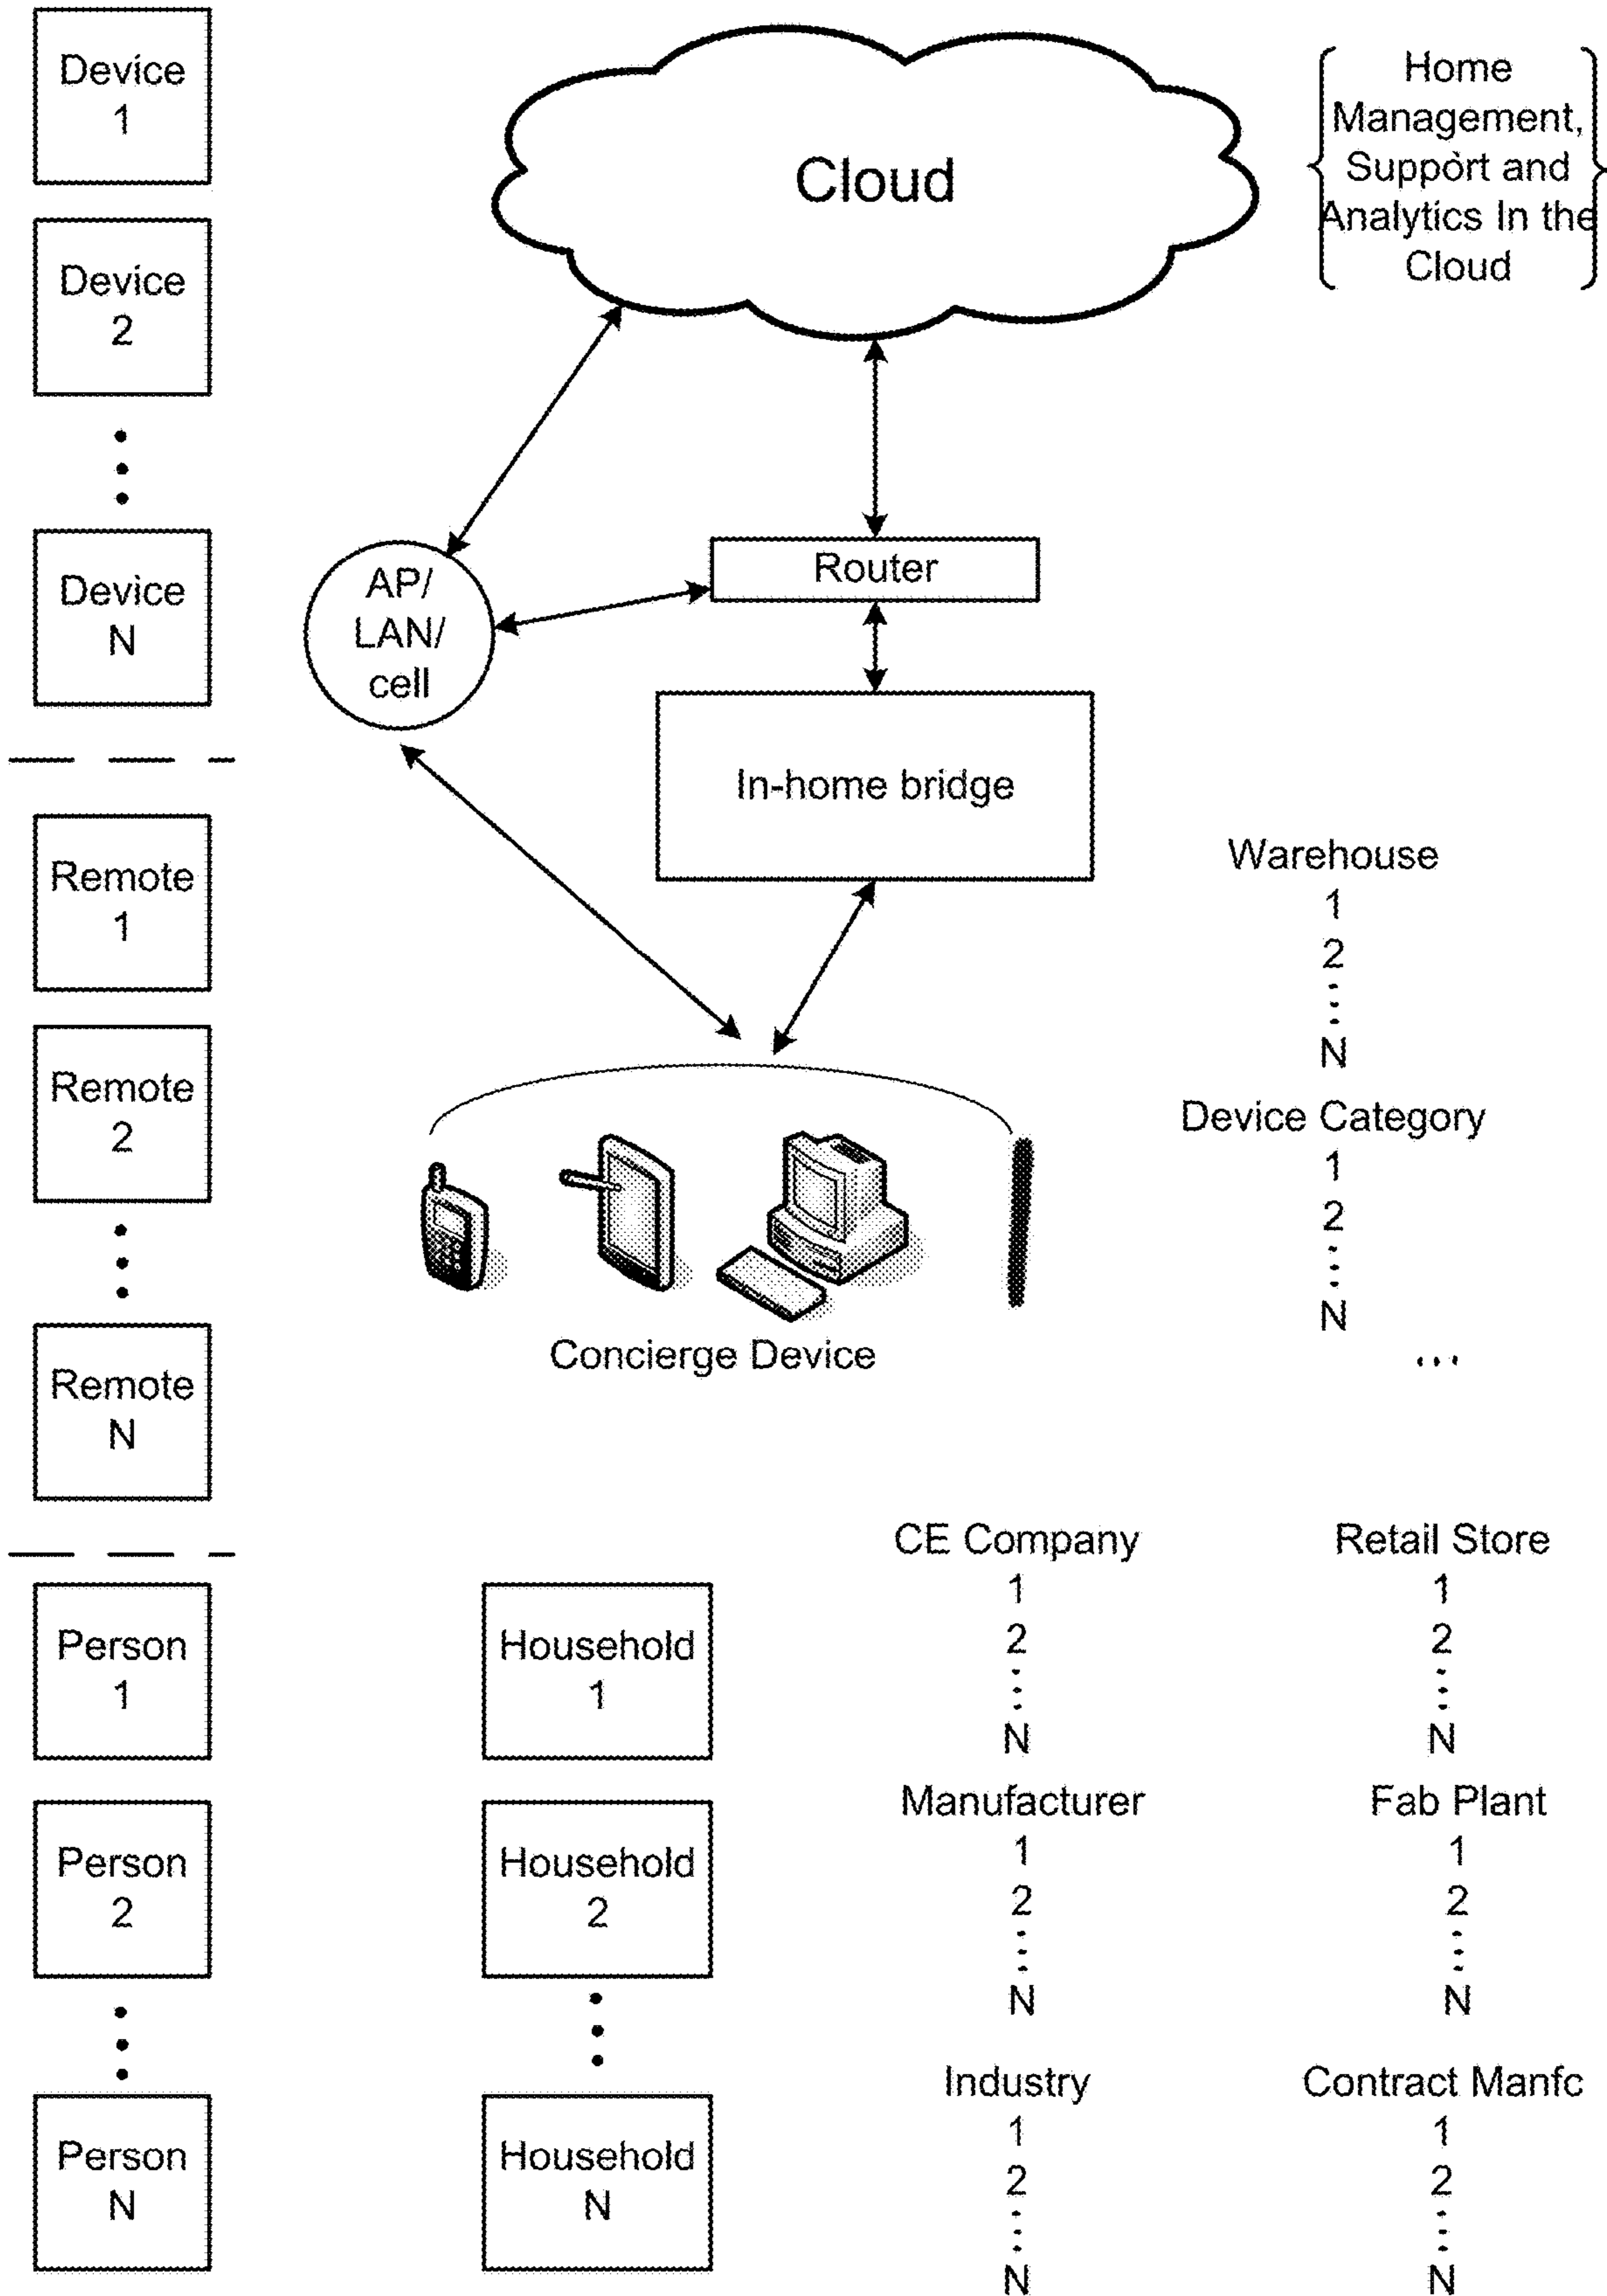 Device
1
Device
2
Device
N
Remote
1
Remote
2
Remote
N
Person
1
Person
2
Person
N
Cloud
Home
Management,
Support and
Analytics In the
Cloud
AP/
LAN/
cell
Router
In-home bridge
Concierge Device
Warehouse
1
2
N
Device Category
1
2
N
...
Household
1
Household
2
Household
N
CE Company
1
2
N
Manufacturer
1
2
N
Industry
1
2
N
Retail Store
1
2
N
Fab Plant
1
2
N
Contract Manfc
1
2
N